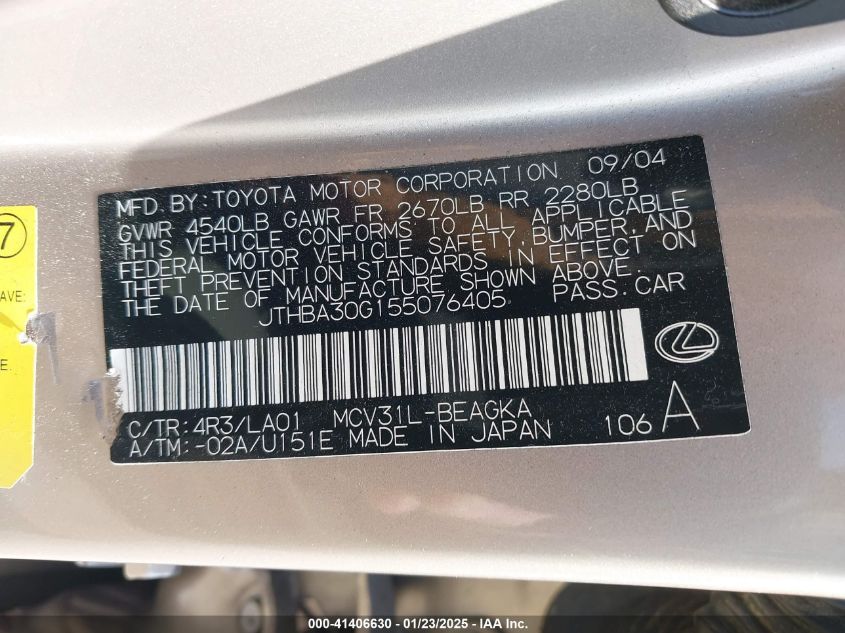 MFD.BY:TOYOTA MOTOR CORPORATION 09/04
GVWR 4540LB GAWR FR 2670LB RR 2280LB
THIS VEHICLE CONFORMS TO ALL APPLICABLE
FEDERAL MOTOR VEHICLE SAFETY,BUMPER,AND
THEFT PREVENTION STANDARDS IN EFFECT ON
THE DATE OF MANUFACTURE SHOWN ABOVE.
JTHBA30G155076405 PASS.CAR
C/TR:4R3/LA01 MCV31L-BEAGKA
A/TM:-02A/U151E MADE IN JAPAN 106 A
7
AVE:
E.
000-41406630 - 01/23/2025 - IAA Inc.